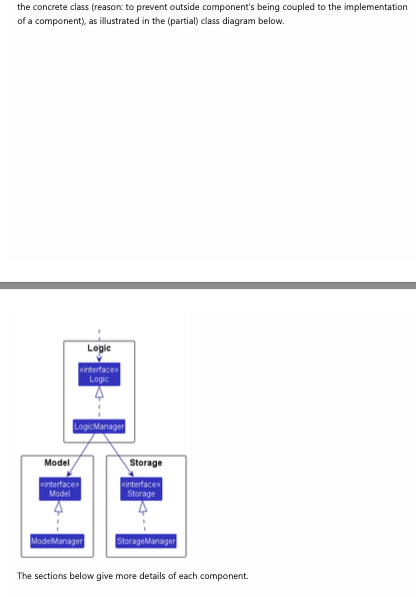 the concrete class (reason: to prevent outside component's being coupled to the implementation
of a component), as illustrated in the (partial) class diagram below.
Logic
«interface»
Logic
LogicManager
Model
Storage
«interface»
Model
«interface»
Storage
ModelManager
StorageManager
The sections below give more details of each component.